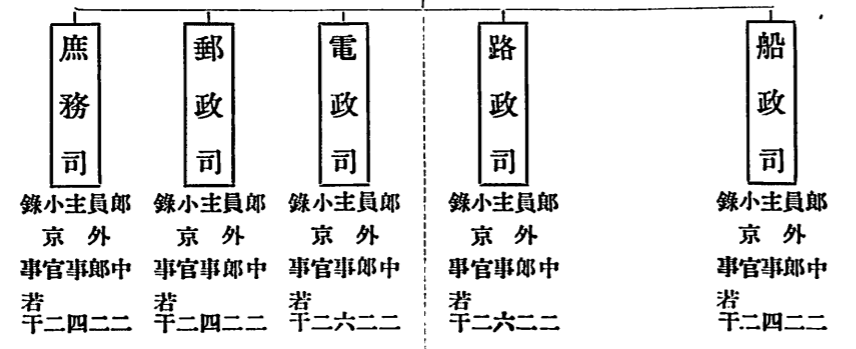 船政司
郎中二
員外郎二
主事四
小京官二
錄事若干
路政司
郎中二
員外郎二
主事六
小京官二
錄事若干
電政司
郎中二
員外郎二
主事六
小京官二
錄事若干
郵政司
郎中二
員外郎二
主事四
小京官二
錄事若干
庶務司
郎中二
員外郎二
主事四
小京官二
錄事若干